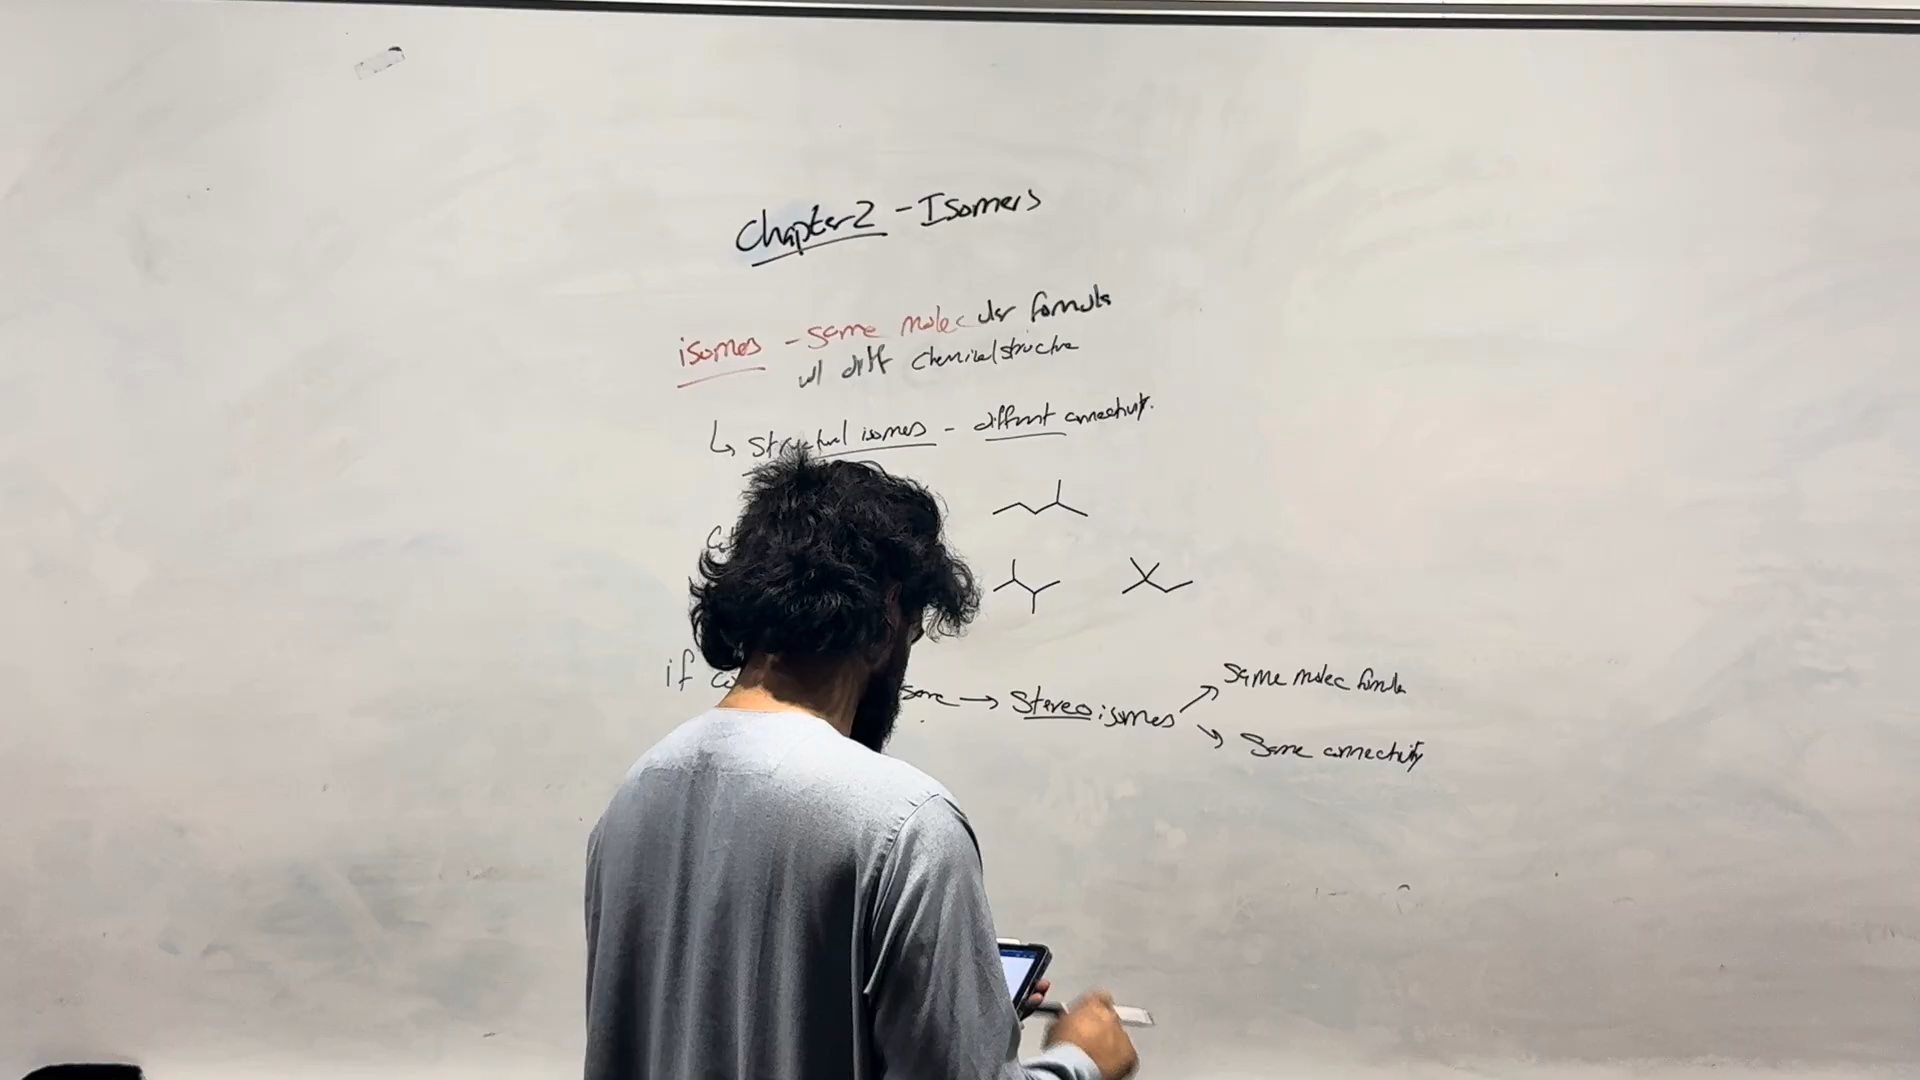 Chapter 2 - Isomers
isomers - same molecular formula
w/ diff chemical structure
↳ structural isomers - different connectivity.
if
same → Stereoisomers
same molec formula
same connectivity